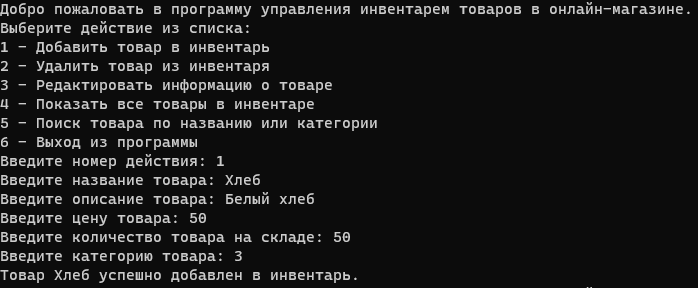 Добро пожаловать в программу управления инвентарем товаров в онлайн-магазине.
Выберите действие из списка:
1 - Добавить товар в инвентарь
2 - Удалить товар из инвентаря
3 - Редактировать информацию о товаре
4 - Показать все товары в инвентаре
5 - Поиск товара по названию или категории
6 - Выход из программы
Введите номер действия: 1
Введите название товара: Хлеб
Введите описание товара: Белый хлеб
Введите цену товара: 50
Введите количество товара на складе: 50
Введите категорию товара: 3
Товар Хлеб успешно добавлен в инвентарь.